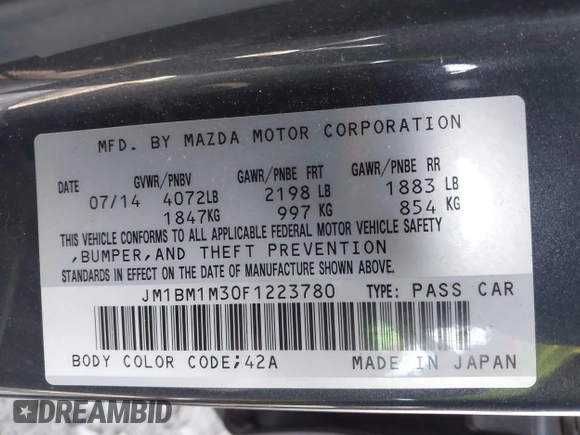 MFD. BY MAZDA MOTOR CORPORATION
DATE GVWR/PNBV GAWR/PNBE FRT GAWR/PNBE RR
07/14 4072LB 2198 LB 1883 LB
1847KG 997 KG 854 KG
THIS VEHICLE CONFORMS TO ALL APPLICABLE FEDERAL MOTOR VEHICLE SAFETY
,BUMPER,AND THEFT PREVENTION
STANDARDS IN EFFECT ON THE DATE OF MANUFACTURE SHOWN ABOVE.
JM1BM1M30F1223780 TYPE: PASS CAR
BODY COLOR CODE;42A MADE IN JAPAN
DREAMBID